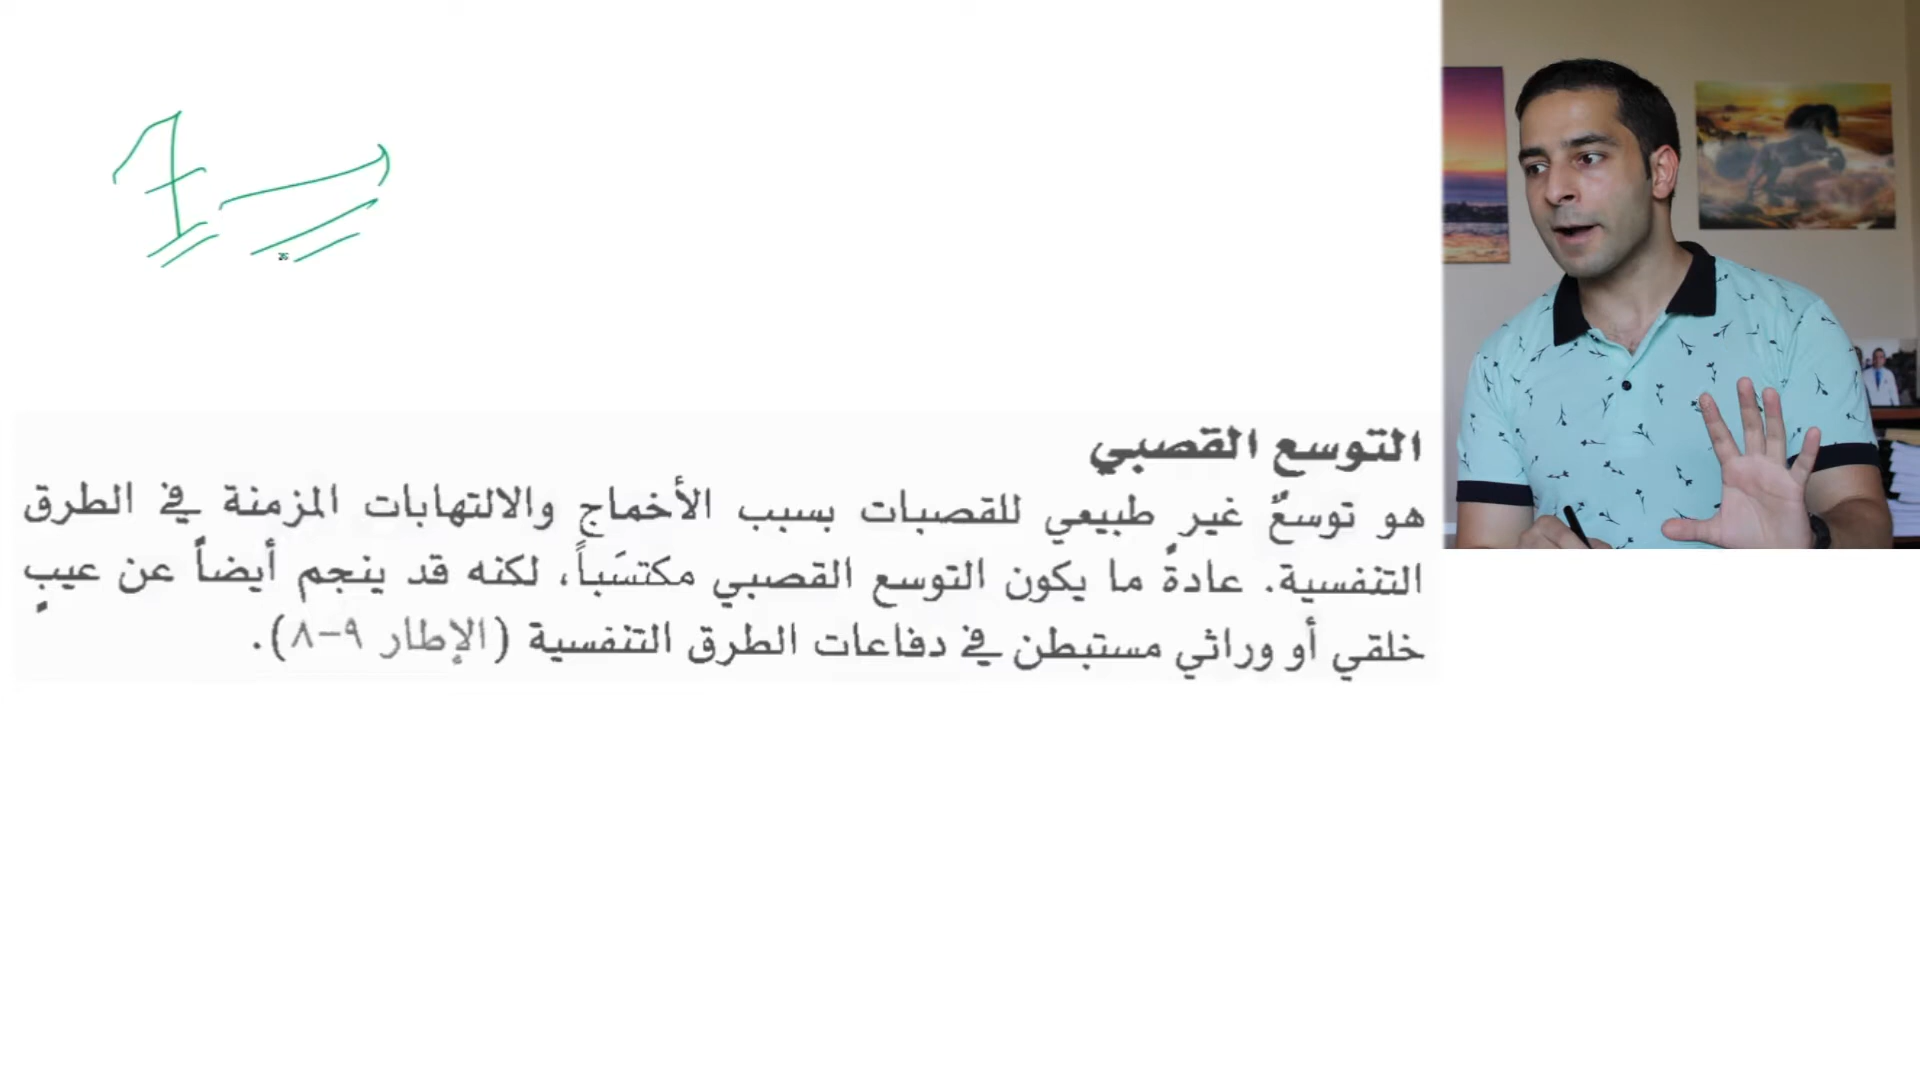 التوسع القصبي
هو توسعٌ غير طبيعي للقصبات بسبب الأخماج والالتهابات المزمنة في الطرق
التنفسية. عادةً ما يكون التوسع القصبي مكتسَباً، لكنه قد ينجم أيضاً عن عيبٍ
خلقي أو وراثي مستبطن في دفاعات الطرق التنفسية (الإطار ٩-٨).